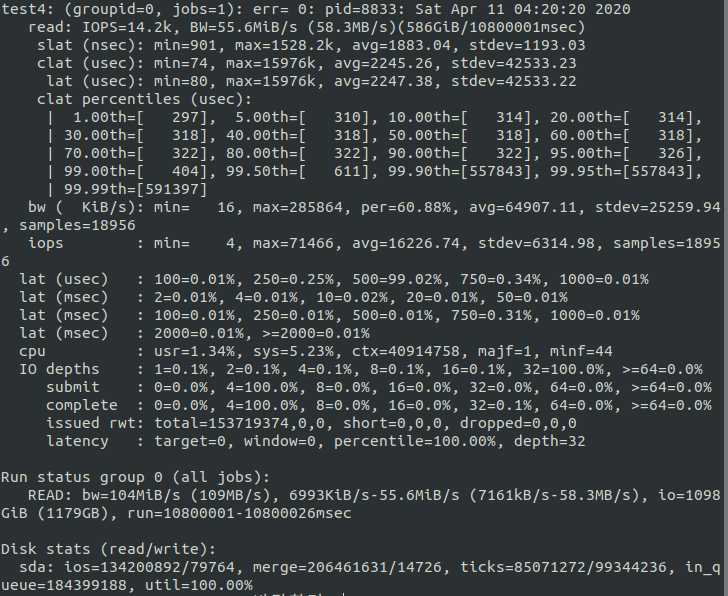 test4: (groupid=0, jobs=1): err= 0: pid=8833: Sat Apr 11 04:20:20 2020
  read: IOPS=14.2k, BW=55.6MiB/s (58.3MB/s)(586GiB/10800001msec)
    slat (nsec): min=901, max=1528.2k, avg=1883.04, stdev=1193.03
    clat (usec): min=74, max=15976k, avg=2245.26, stdev=42533.23
     lat (usec): min=80, max=15976k, avg=2247.38, stdev=42533.22
    clat percentiles (usec):
     |  1.00th=[   297],  5.00th=[   310], 10.00th=[   314], 20.00th=[   314],
     | 30.00th=[   318], 40.00th=[   318], 50.00th=[   318], 60.00th=[   318],
     | 70.00th=[   322], 80.00th=[   322], 90.00th=[   322], 95.00th=[   326],
     | 99.00th=[   404], 99.50th=[   611], 99.90th=[557843], 99.95th=[557843],
     | 99.99th=[591397]
   bw (  KiB/s): min=   16, max=285864, per=60.88%, avg=64907.11, stdev=25259.94
, samples=18956
   iops        : min=    4, max=71466, avg=16226.74, stdev=6314.98, samples=1895
6
  lat (usec)   : 100=0.01%, 250=0.25%, 500=99.02%, 750=0.34%, 1000=0.01%
  lat (msec)   : 2=0.01%, 4=0.01%, 10=0.02%, 20=0.01%, 50=0.01%
  lat (msec)   : 100=0.01%, 250=0.01%, 500=0.01%, 750=0.31%, 1000=0.01%
  lat (msec)   : 2000=0.01%, >=2000=0.01%
  cpu          : usr=1.34%, sys=5.23%, ctx=40914758, majf=1, minf=44
  IO depths    : 1=0.1%, 2=0.1%, 4=0.1%, 8=0.1%, 16=0.1%, 32=100.0%, >=64=0.0%
     submit    : 0=0.0%, 4=100.0%, 8=0.0%, 16=0.0%, 32=0.0%, 64=0.0%, >=64=0.0%
     complete  : 0=0.0%, 4=100.0%, 8=0.0%, 16=0.0%, 32=0.1%, 64=0.0%, >=64=0.0%
     issued rwt: total=153719374,0,0, short=0,0,0, dropped=0,0,0
     latency   : target=0, window=0, percentile=100.00%, depth=32

Run status group 0 (all jobs):
   READ: bw=104MiB/s (109MB/s), 6993KiB/s-55.6MiB/s (7161kB/s-58.3MB/s), io=1098
GiB (1179GB), run=10800001-10800026msec

Disk stats (read/write):
  sda: ios=134200892/79764, merge=206461631/14726, ticks=85071272/99344236, in_q
ueue=184399188, util=100.00%